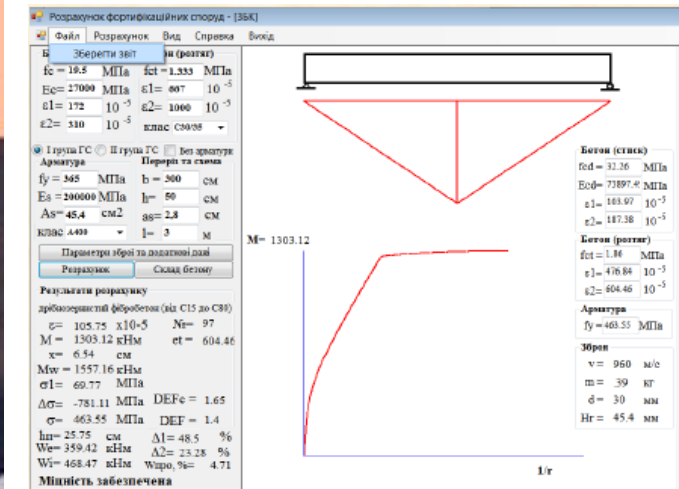 Розрахунок фортифікаційних споруд - [ЗБК]
Файл Розрахунок Вид Справка Вихід
Зберегти звіт
(розтяг)
fc = 19.5 МПа fct = 1.333 МПа
Ec= 27000 МПа ε1= 667 10 -5
ε1= 172 10 -5 ε2= 1000 10 -5
ε2= 310 10 -5 клас C30/35
І група ГС ІІ група ГС Без арматури
Арматура Переріз та схема
fy = 365 МПа b = 300 см
Es = 200000 МПа h= 50 см
As= 45,4 см2 as= 2,8 см
клас A400 l= 3 м
Параметри зброї та додаткові дані
Розрахунок Склад бетону
Результати розрахунку
дрібнозернистий фібробетон (від C15 до C80)
ε= 105.75 x10-5 №= 97
M = 1303.12 кНм et = 604.46
x= 6.54 см
Mw = 1557.16 кНм
σ1= 69.77 МПа
Δσ= -781.11 МПа DEFc = 1.65
σ= 463.55 МПа DEF = 1.4
hп= 25.75 см Δ1= 48.5 %
We= 359.42 кНм Δ2= 23.28 %
Wi= 468.47 кНм Wпро, %= 4.71
Міцність забезпечена
M= 1303.12
1/r
Бетон (стиск)
fcd = 32.26 МПа
Ecd= 73897.4 МПа
ε1= 103.97 10 -5
ε2= 187.38 10 -5
Бетон (розтяг)
fct = 1.86 МПа
ε1= 476.84 10 -5
ε2= 604.46 10 -5
Арматура
fy = 463.55 МПа
Зброя
v = 960 м/с
m = 39 кг
d = 30 мм
Hr = 45.4 мм